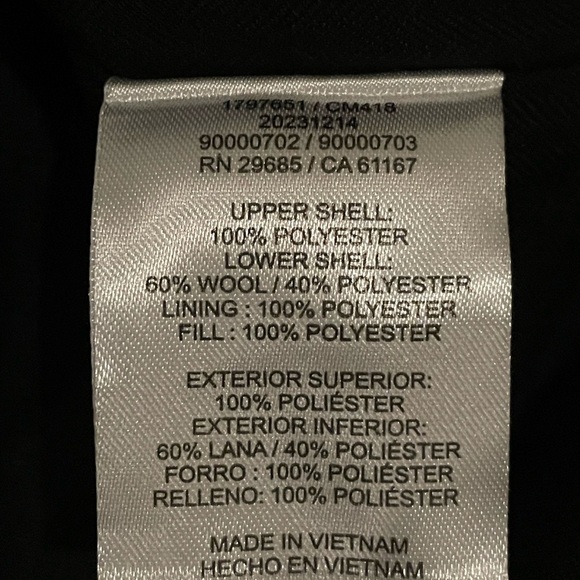 1797651 / CM418
20231214
90000702 / 90000703
RN 29685 / CA 61167
UPPER SHELL:
100% POLYESTER
LOWER SHELL:
60% WOOL / 40% POLYESTER
LINING : 100% POLYESTER
FILL : 100% POLYESTER
EXTERIOR SUPERIOR:
100% POLIÉSTER
EXTERIOR INFERIOR:
60% LANA / 40% POLIÉSTER
FORRO : 100% POLIÉSTER
RELLENO: 100% POLIÉSTER
MADE IN VIETNAM
HECHO EN VIETNAM